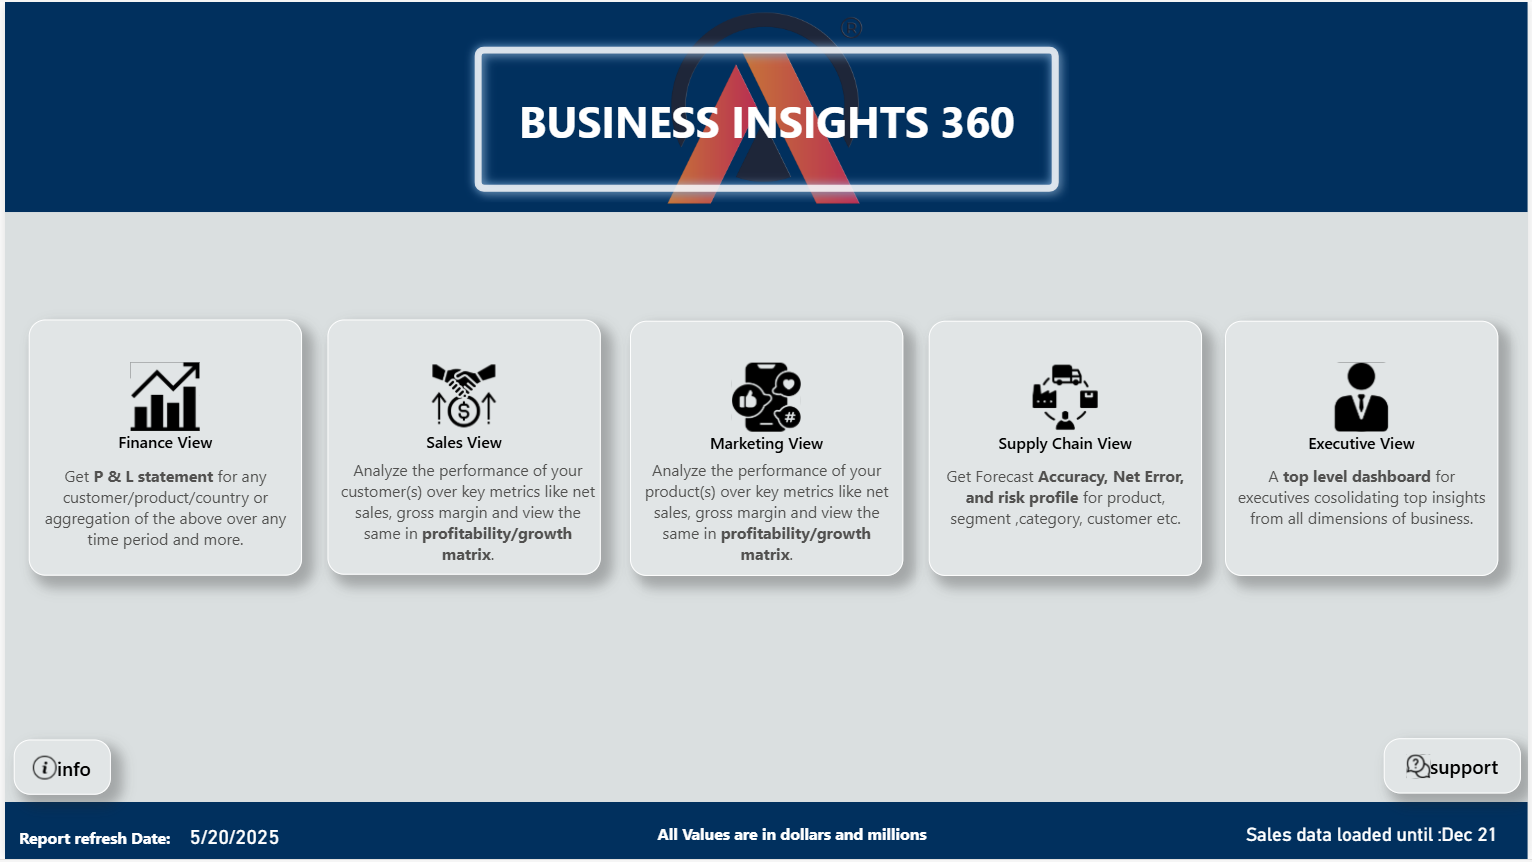 ®
BUSINESS INSIGHTS 360
Finance View
Get P & L statement for any
customer/product/country or
aggregation of the above over any
time period and more.
Sales View
Analyze the performance of your
customer(s) over key metrics like net
sales, gross margin and view the
same in profitability/growth
matrix.
Marketing View
Analyze the performance of your
product(s) over key metrics like net
sales, gross margin and view the
same in profitability/growth
matrix.
Supply Chain View
Get Forecast Accuracy, Net Error,
and risk profile for product,
segment ,category, customer etc.
Executive View
A top level dashboard for
executives cosolidating top insights
from all dimensions of business.
info
support
Report refresh Date: 5/20/2025
All Values are in dollars and millions
Sales data loaded until :Dec 21